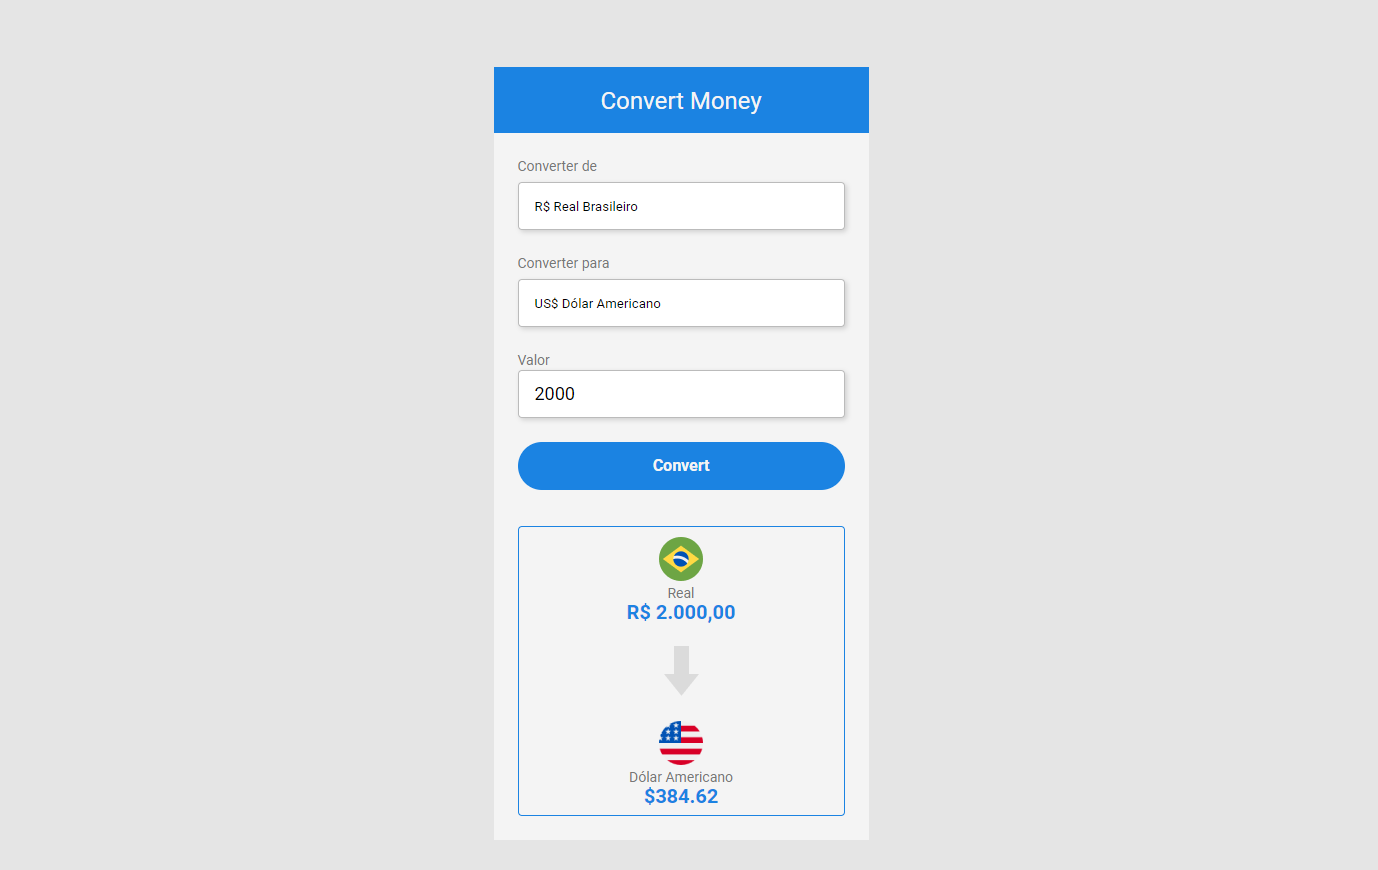 Convert Money
Converter de
R$ Real Brasileiro
Converter para
US$ Dólar Americano
Valor
2000
Convert
Real
R$ 2.000,00
Dólar Americano
$384.62